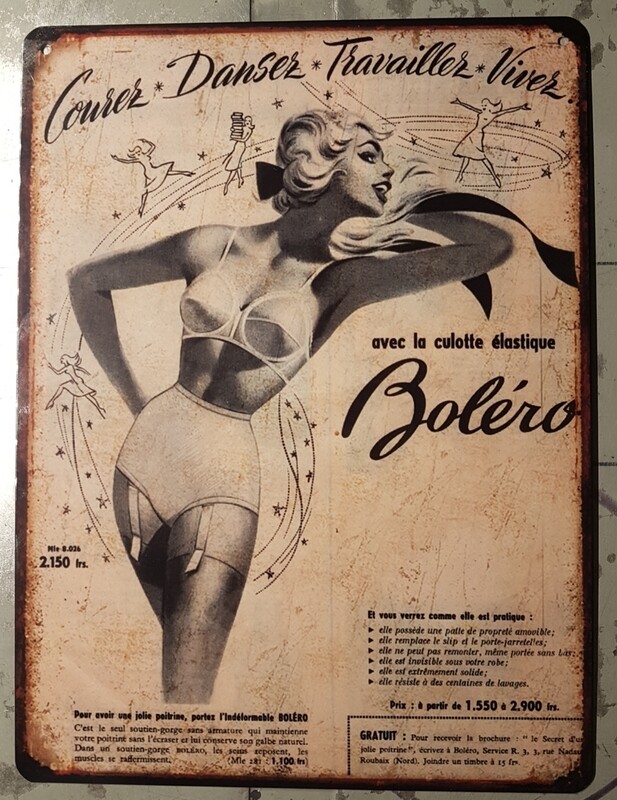 Courez * Dansez * Travaillez * Vivez!
avec la culotte élastique
Boléro
Mle B.026
2.150 frs.
Et vous verrez comme elle est pratique :
► elle possède une patte de propreté amovible;
► elle remplace le slip et le porte-jarretelles;
► elle ne peut pas remonter, même portée sans bas;
► elle est invisible sous votre robe;
► elle est extrêmement solide;
► elle résiste à des centaines de lavages.
Prix : à partir de 1.550 à 2.900 frs.
Pour avoir une jolie poitrine, portez l'indéformable BOLÉRO
C'est le seul soutien-gorge sans armature qui maintienne
votre poitrine sans l'écraser et lui conserve son galbe naturel.
Dans un soutien-gorge BOLÉRO, les seins reposent, les
muscles se raffermissent. (Mle 281 : 1.100 frs)
GRATUIT : Pour recevoir la brochure : " le Secret d'
jolie poitrine", écrivez à Boléro, Service R. 3, 3, rue
Roubaix (Nord). Joindre un timbre à 15 frs.